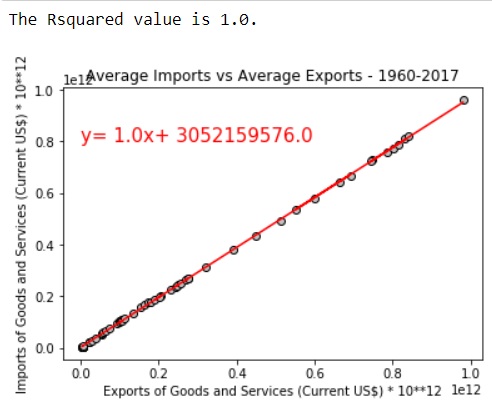 The Rsquared value is 1.0.
Average Imports vs Average Exports - 1960-2017
1e12
y= 1.0x+ 3052159576.0
Imports of Goods and Services (Current US$) * 10**12
1.0
0.8
0.6
0.4
0.2
0.0
0.0 0.2 0.4 0.6 0.8 1.0
Exports of Goods and Services (Current US$) * 10**12 1e12